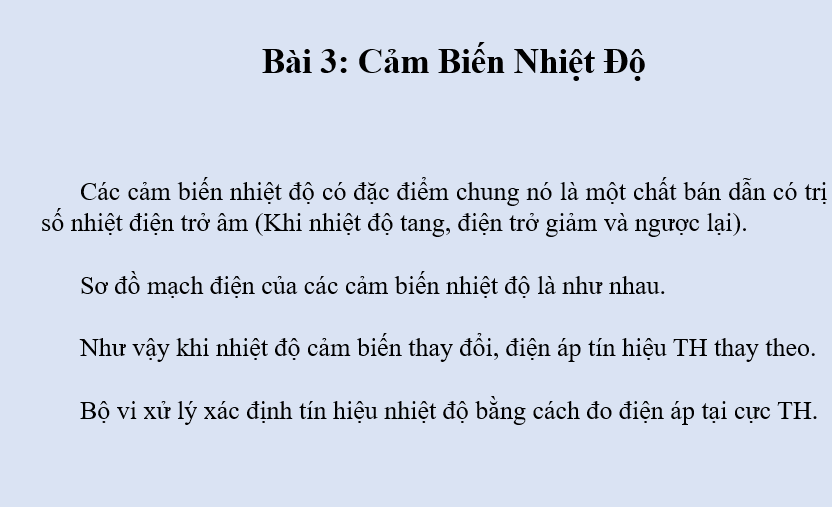 Bài 3: Cảm Biến Nhiệt Độ
Các cảm biến nhiệt độ có đặc điểm chung nó là một chất bán dẫn có trị
số nhiệt điện trở âm (Khi nhiệt độ tang, điện trở giảm và ngược lại).
Sơ đồ mạch điện của các cảm biến nhiệt độ là như nhau.
Như vậy khi nhiệt độ cảm biến thay đổi, điện áp tín hiệu TH thay theo.
Bộ vi xử lý xác định tín hiệu nhiệt độ bằng cách đo điện áp tại cực TH.